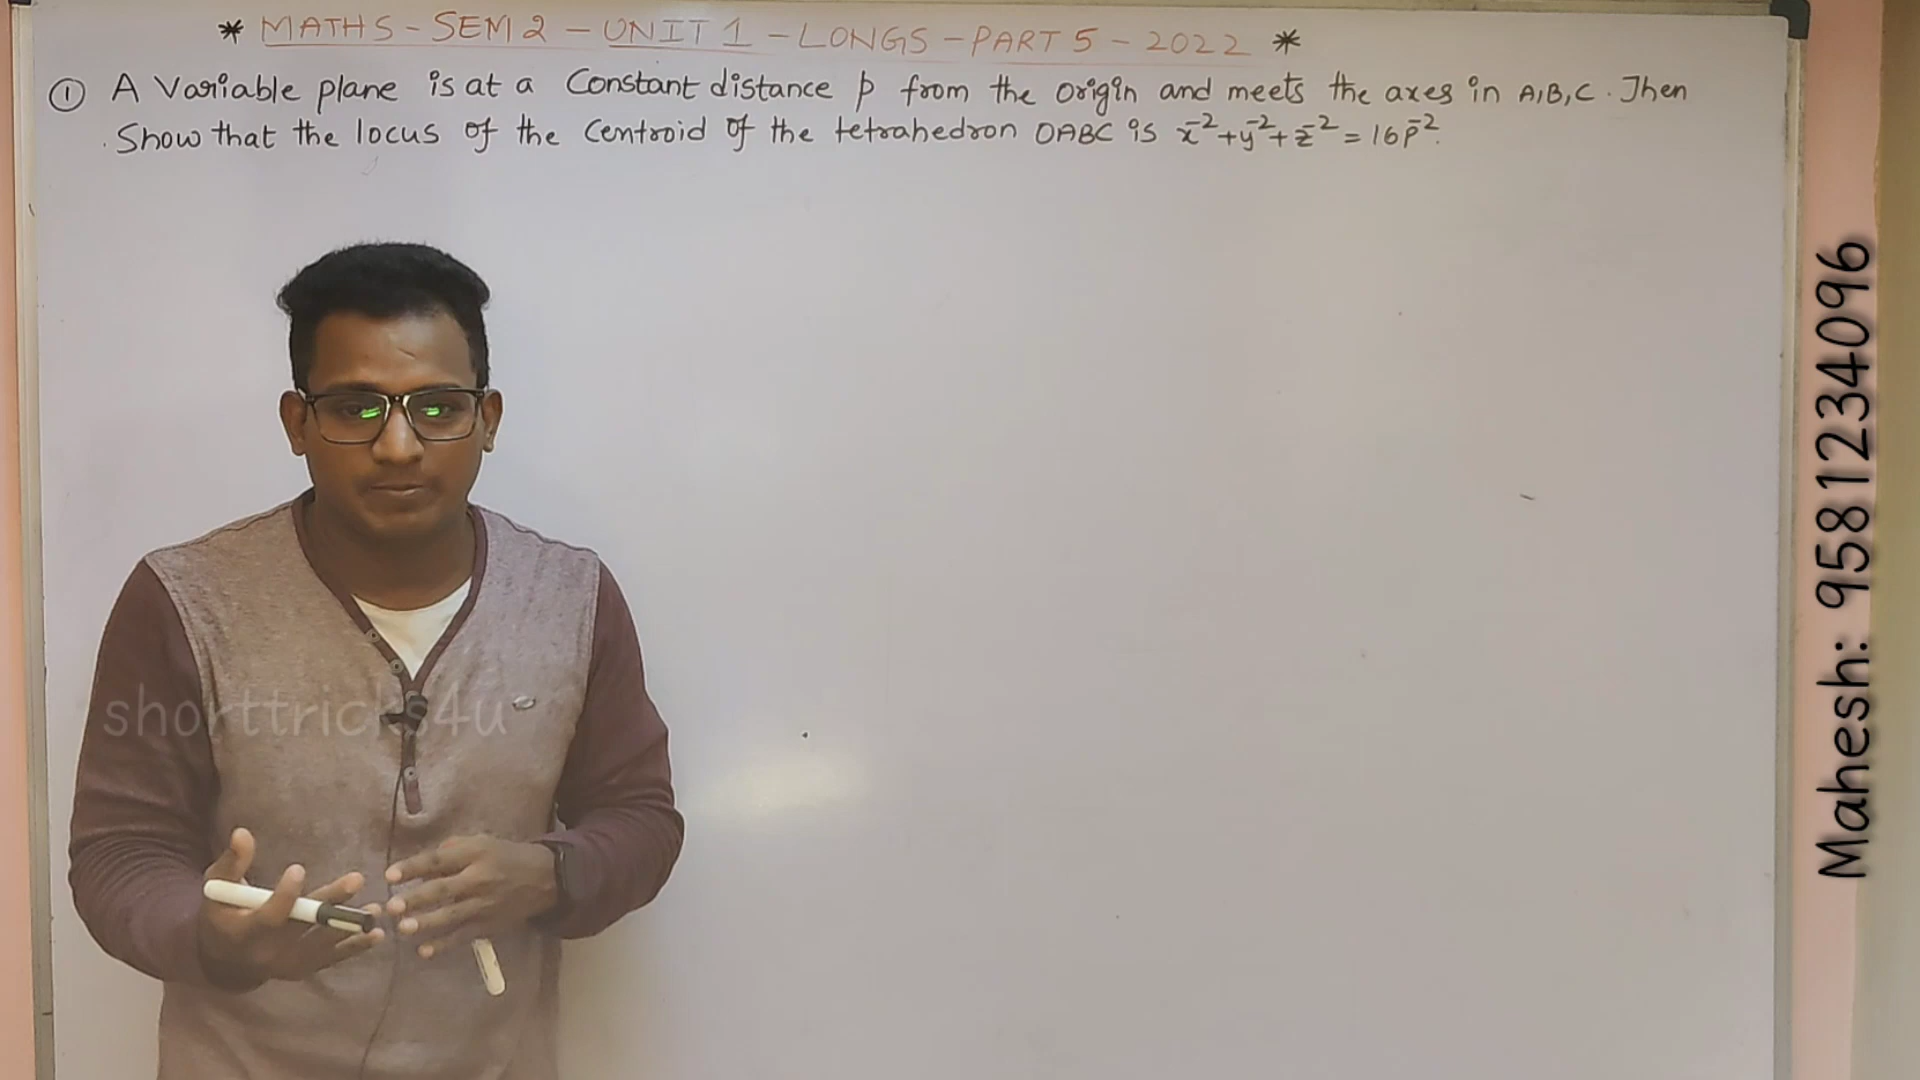 * MATHS - SEM 2 - UNIT 1 - LONGS - PART 5 - 2022 *
① A Variable plane is at a Constant distance p from the origin and meets the axes in A,B,C. Then
Show that the locus of the Centroid of the tetrahedron OABC is x⁻²+y⁻²+z⁻² = 16p⁻².
shorttricks4u
Mahesh: 9581234096